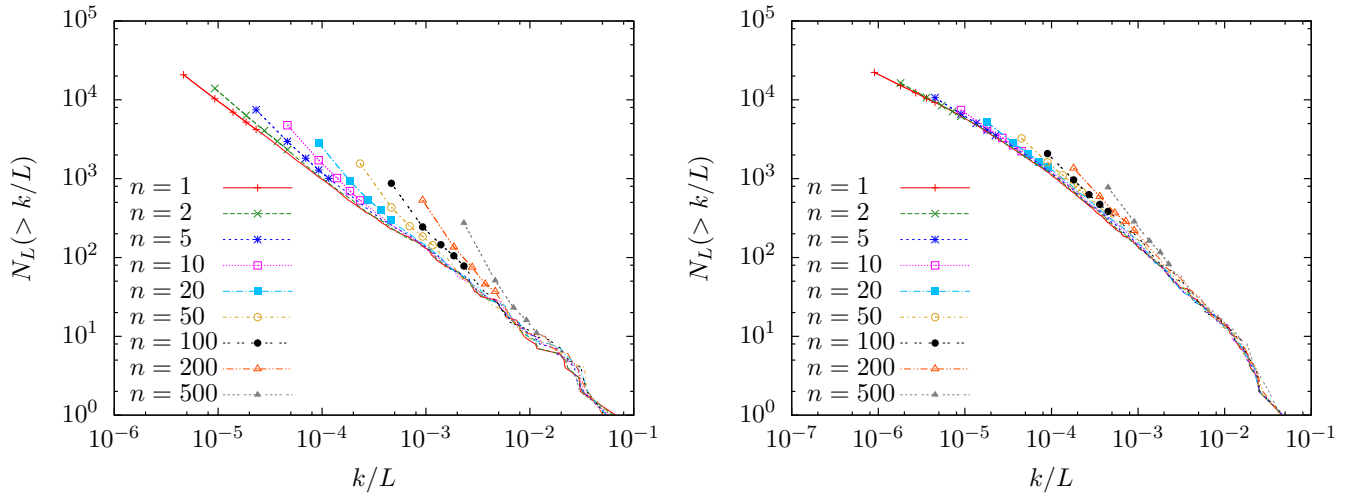 10^5
10^4
10^3
10^2
10^1
10^0
N_L(> k/L)
n = 1
n = 2
n = 5
n = 10
n = 20
n = 50
n = 100
n = 200
n = 500
10^-6 10^-5 10^-4 10^-3 10^-2 10^-1
k/L
10^5
10^4
10^3
10^2
10^1
10^0
N_L(> k/L)
n = 1
n = 2
n = 5
n = 10
n = 20
n = 50
n = 100
n = 200
n = 500
10^-7 10^-6 10^-5 10^-4 10^-3 10^-2 10^-1
k/L